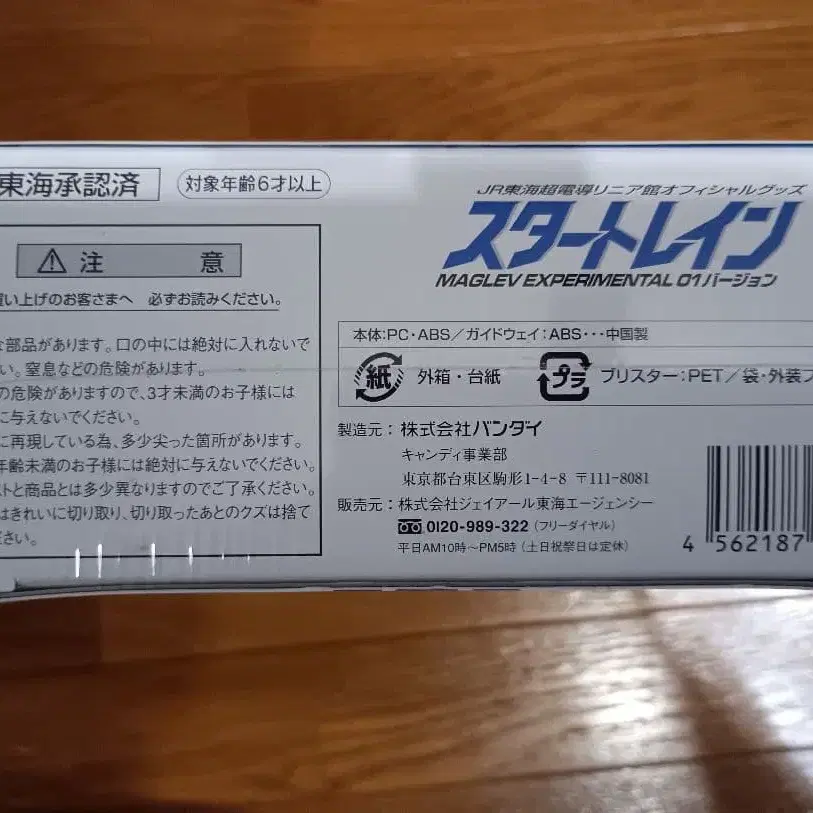 東海承認済
対象年齢6才以上
⚠ 注 意
い上げのお客さまへ 必ずお読みください。
な部品があります。口の中には絶対に入れないで
い。窒息などの危険があります。
の危険がありますので、3才未満のお子様には
に与えないでください。
に再現している為、多少尖った箇所があります。
年齢未満のお子様には絶対に与えないでください。
ストと商品とは多少異なりますのでご了承ください。
はきれいに切り取り、切り取ったあとのクズは捨て
さい。
JR東海超電導リニア館オフィシャルグッズ
スタートレイン
MAGLEV EXPERIMENTAL 01バージョン
本体:PC・ABS/ガイドウェイ:ABS・・・中国製
紙 外箱・台紙 プラ ブリスター:PET/袋・外装フ
製造元:株式会社バンダイ
キャンディ事業部
東京都台東区駒形1-4-8 〒111-8081
販売元:株式会社ジェイアール東海エージェンシー
0120-989-322(フリーダイヤル)
平日AM10時~PM5時(土日祝祭日は定休)
4 562187